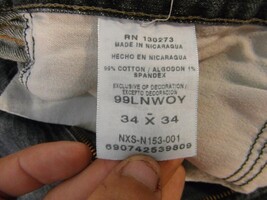 RN 130273
MADE IN NICARAGUA
HECHO EN NICARAGUA
99% COTTON / ALGODON 1%
SPANDEX
EXCLUSIVE OF DECORATION /
EXCEPTO DECORACION
99LNWOY
-
34 X 34
NXS-N153-001
690742539809